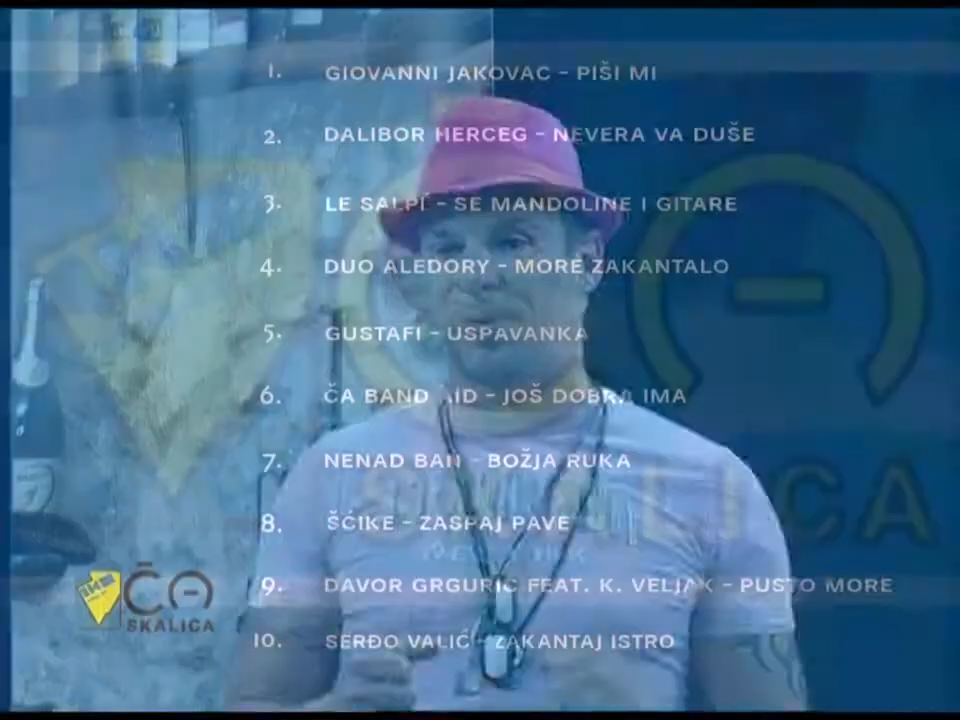 1. GIOVANNI JAKOVAC - PIŠI MI
2. DALIBOR HERCEG - NEVERA VA DUŠE
3. LE SALPÍ - ŠE MANDOLINE I GITARE
4. DUO ALEDORY - MORE ZAKANTALO
5. GUSTAFI - USPAVANKA
6. ČA BAND AID - JOŠ DOBRA IMA
7. NENAD BAN - BOŽJA RUKA
8. ŠĆIKE - ZASPAJ PAVE
9. DAVOR GRGURIĆ FEAT. K. VELJAK - PUSTO MORE
10. SERĐO VALIĆ - ZAKANTAJ ISTRO
ČA
SKALICA